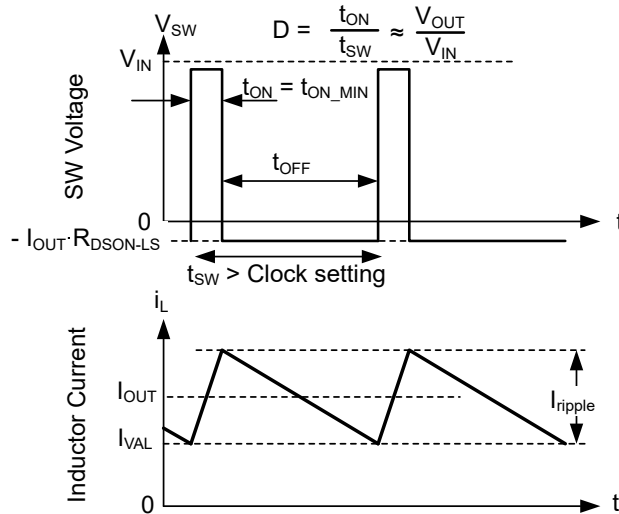 V_SW
D = t_ON / t_SW ≈ V_OUT / V_IN
V_IN
t_ON = t_ON_MIN
SW Voltage
t_OFF
0
t
- I_OUT·R_DSON-LS
t_SW > Clock setting
i_L
Inductor Current
I_OUT
I_ripple
I_VAL
0
t